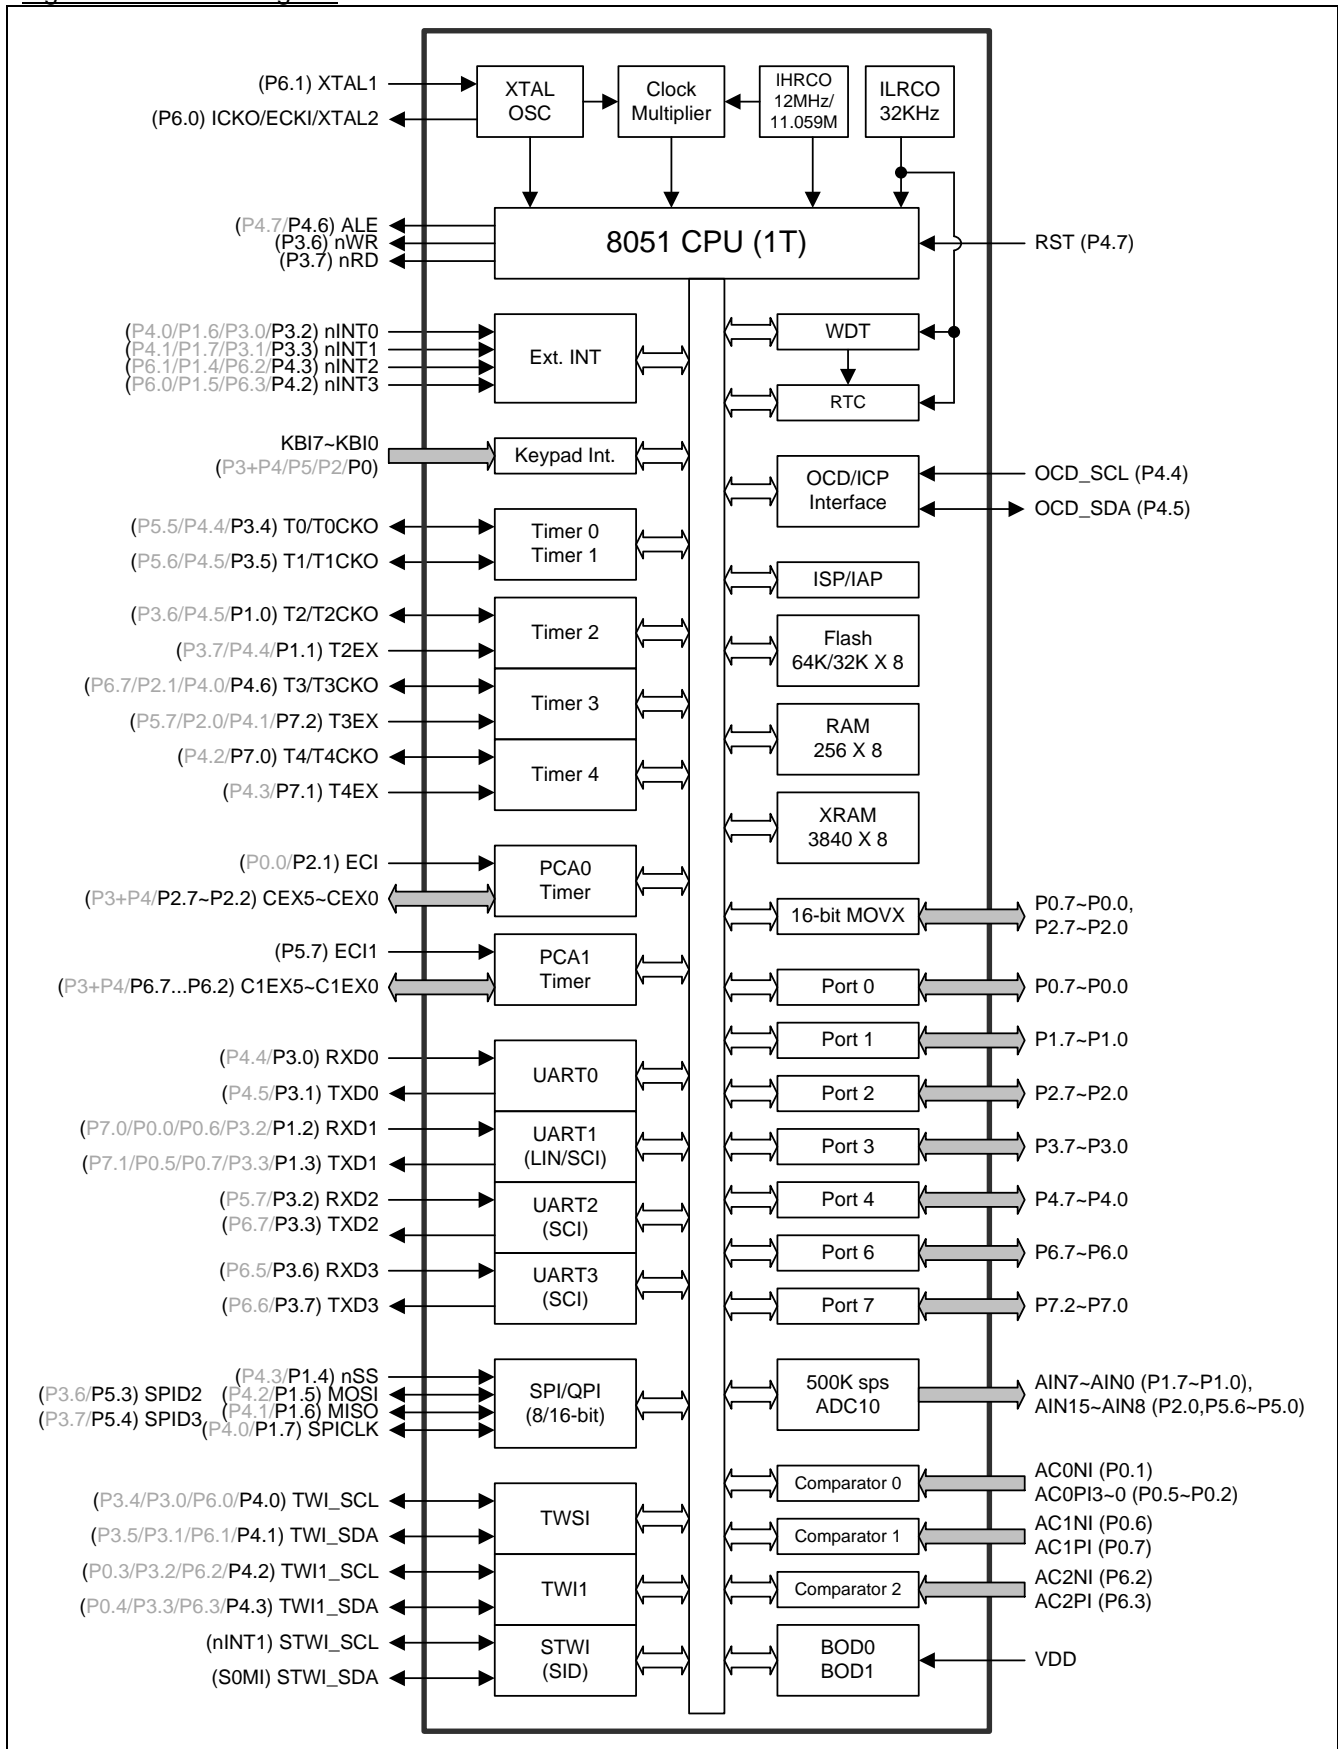 (P6.1) XTAL1
(P6.0) ICKO/ECKI/XTAL2
XTAL
OSC
Clock
Multiplier
IHRCO
12MHz/
11.059M
ILRCO
32KHz
(P4.7/P4.6) ALE
(P3.6) nWR
(P3.7) nRD
8051 CPU (1T)
RST (P4.7)
(P4.0/P1.6/P3.0/P3.2) nINT0
(P4.1/P1.7/P3.1/P3.3) nINT1
(P6.1/P1.4/P6.2/P4.3) nINT2
(P6.0/P1.5/P6.3/P4.2) nINT3
Ext. INT
WDT
RTC
KBI7~KBI0
(P3+P4/P5/P2/P0)
Keypad Int.
OCD/ICP
Interface
OCD_SCL (P4.4)
OCD_SDA (P4.5)
(P5.5/P4.4/P3.4) T0/T0CKO
(P5.6/P4.5/P3.5) T1/T1CKO
Timer 0
Timer 1
ISP/IAP
(P3.6/P4.5/P1.0) T2/T2CKO
(P3.7/P4.4/P1.1) T2EX
Timer 2
Flash
64K/32K X 8
(P6.7/P2.1/P4.0/P4.6) T3/T3CKO
(P5.7/P2.0/P4.1/P7.2) T3EX
Timer 3
RAM
256 X 8
(P4.2/P7.0) T4/T4CKO
(P4.3/P7.1) T4EX
Timer 4
XRAM
3840 X 8
(P0.0/P2.1) ECI
(P3+P4/P2.7~P2.2) CEX5~CEX0
PCA0
Timer
16-bit MOVX
P0.7~P0.0,
P2.7~P2.0
(P5.7) ECI1
(P3+P4/P6.7...P6.2) C1EX5~C1EX0
PCA1
Timer
Port 0
P0.7~P0.0
Port 1
P1.7~P1.0
(P4.4/P3.0) RXD0
(P4.5/P3.1) TXD0
UART0
Port 2
P2.7~P2.0
(P7.0/P0.0/P0.6/P3.2/P1.2) RXD1
(P7.1/P0.5/P0.7/P3.3/P1.3) TXD1
UART1
(LIN/SCI)
Port 3
P3.7~P3.0
(P5.7/P3.2) RXD2
(P6.7/P3.3) TXD2
UART2
(SCI)
Port 4
P4.7~P4.0
Port 6
P6.7~P6.0
(P6.5/P3.6) RXD3
(P6.6/P3.7) TXD3
UART3
(SCI)
Port 7
P7.2~P7.0
(P4.3/P1.4) nSS
(P3.6/P5.3) SPID2 (P4.2/P1.5) MOSI
(P4.1/P1.6) MISO
(P3.7/P5.4) SPID3
(P4.0/P1.7) SPICLK
SPI/QPI
(8/16-bit)
500K sps
ADC10
AIN7~AIN0 (P1.7~P1.0),
AIN15~AIN8 (P2.0,P5.6~P5.0)
Comparator 0
AC0NI (P0.1)
AC0PI3~0 (P0.5~P0.2)
(P3.4/P3.0/P6.0/P4.0) TWI_SCL
(P3.5/P3.1/P6.1/P4.1) TWI_SDA
TWSI
Comparator 1
AC1NI (P0.6)
AC1PI (P0.7)
(P0.3/P3.2/P6.2/P4.2) TWI1_SCL
(P0.4/P3.3/P6.3/P4.3) TWI1_SDA
TWI1
Comparator 2
AC2NI (P6.2)
AC2PI (P6.3)
(nINT1) STWI_SCL
(S0MI) STWI_SDA
STWI
(SID)
BOD0
BOD1
VDD